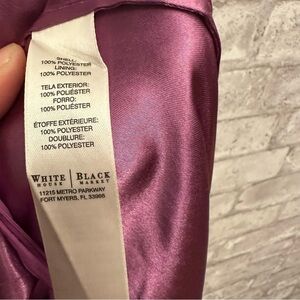 SHELL:
100% POLYESTER
LINING:
100% POLYESTER
TELA EXTERIOR:
100% POLIÉSTER
FORRO:
100% POLIÉSTER
ÉTOFFE EXTÉRIEURE:
100% POLYESTER
DOUBLURE:
100% POLYESTER
WHITE | BLACK
HOUSE | MARKET
11215 METRO PARKWAY
FORT MYERS, FL 33966